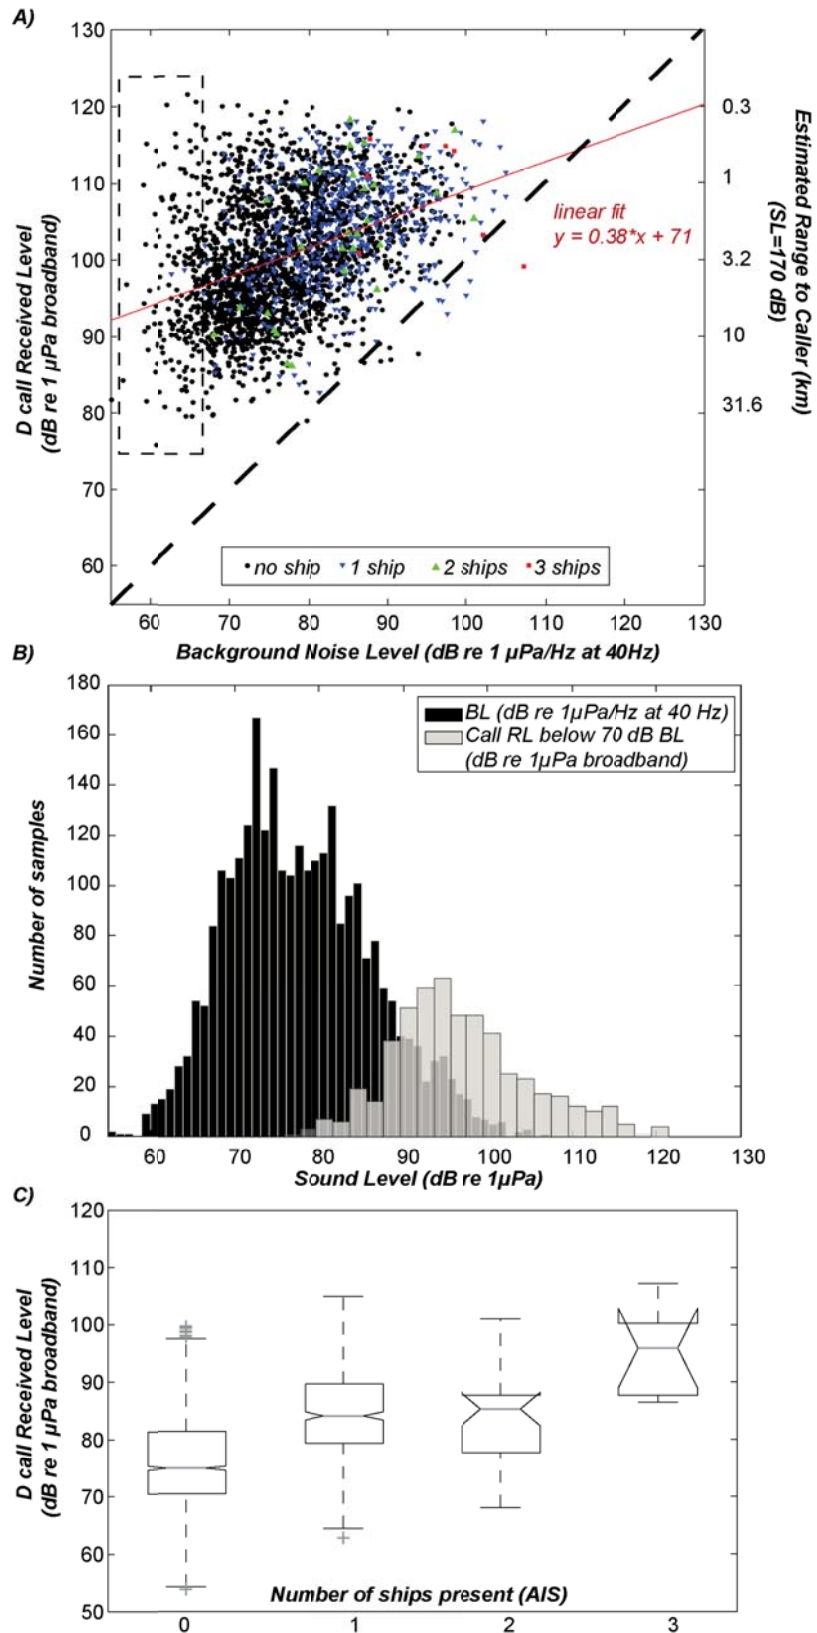 A)
130
120
110
100
90
80
70
60
D call Received Level
(dB re 1 µPa broadband)
0.3
1
3.2
10
31.6
Estimated Range to Caller (km)
(SL=170 dB)
linear fit
y = 0.38*x + 71
no ship 1 ship 2 ships 3 ships
60 70 80 90 100 110 120 130
Background Noise Level (dB re 1 µPa/Hz at 40Hz)
B)
180
160
140
120
100
80
60
40
20
0
Number of samples
BL (dB re 1µPa/Hz at 40 Hz)
Call RL below 70 dB BL
(dB re 1µPa broadband)
60 70 80 90 100 110 120 130
Sound Level (dB re 1µPa)
C)
120
110
100
90
80
70
60
50
D call Received Level
(dB re 1 µPa broadband)
Number of ships present (AIS)
0 1 2 3